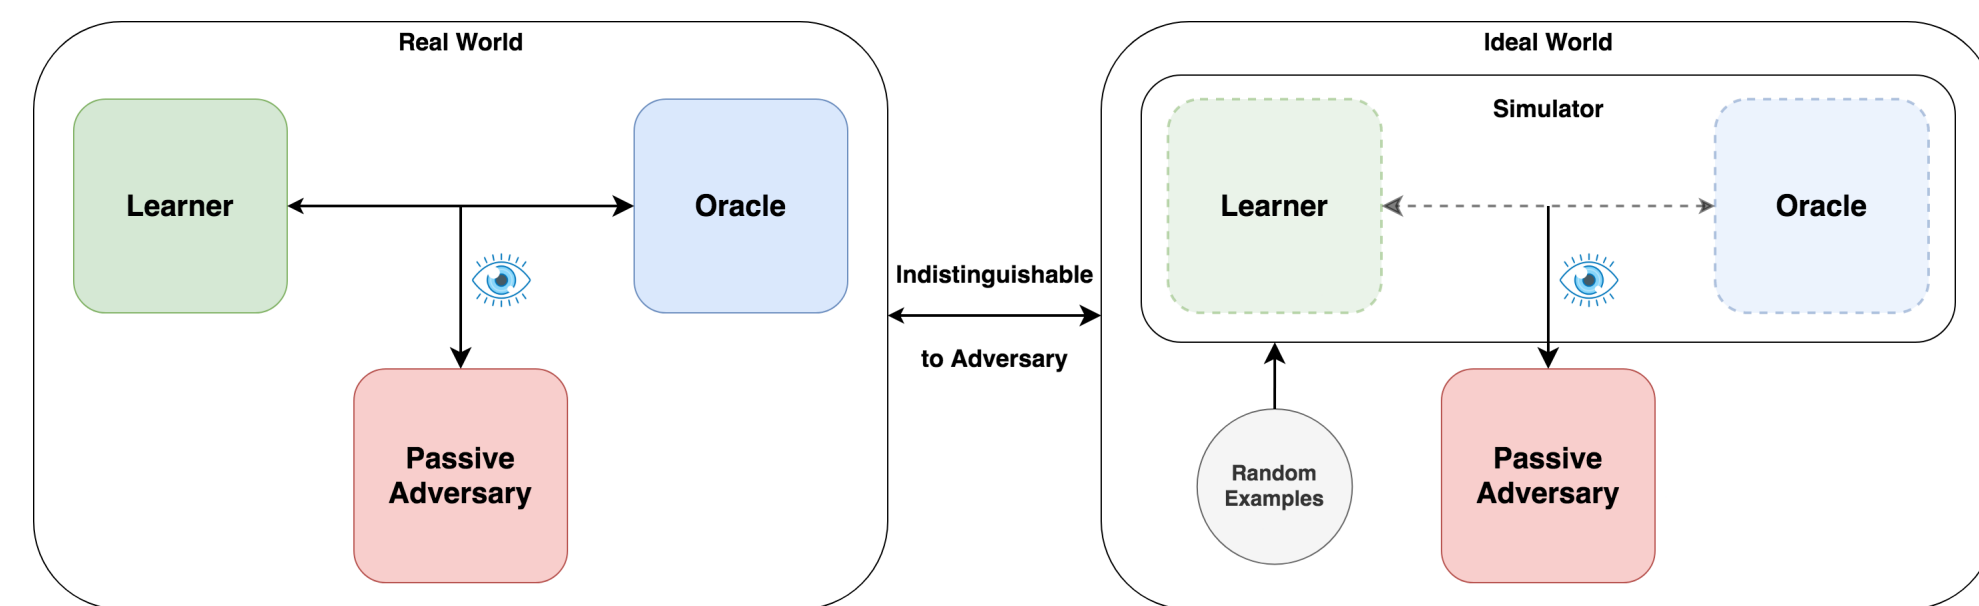 Real World
Learner
Oracle
Passive
Adversary
Indistinguishable
to Adversary
Ideal World
Simulator
Learner
Oracle
Random
Examples
Passive
Adversary